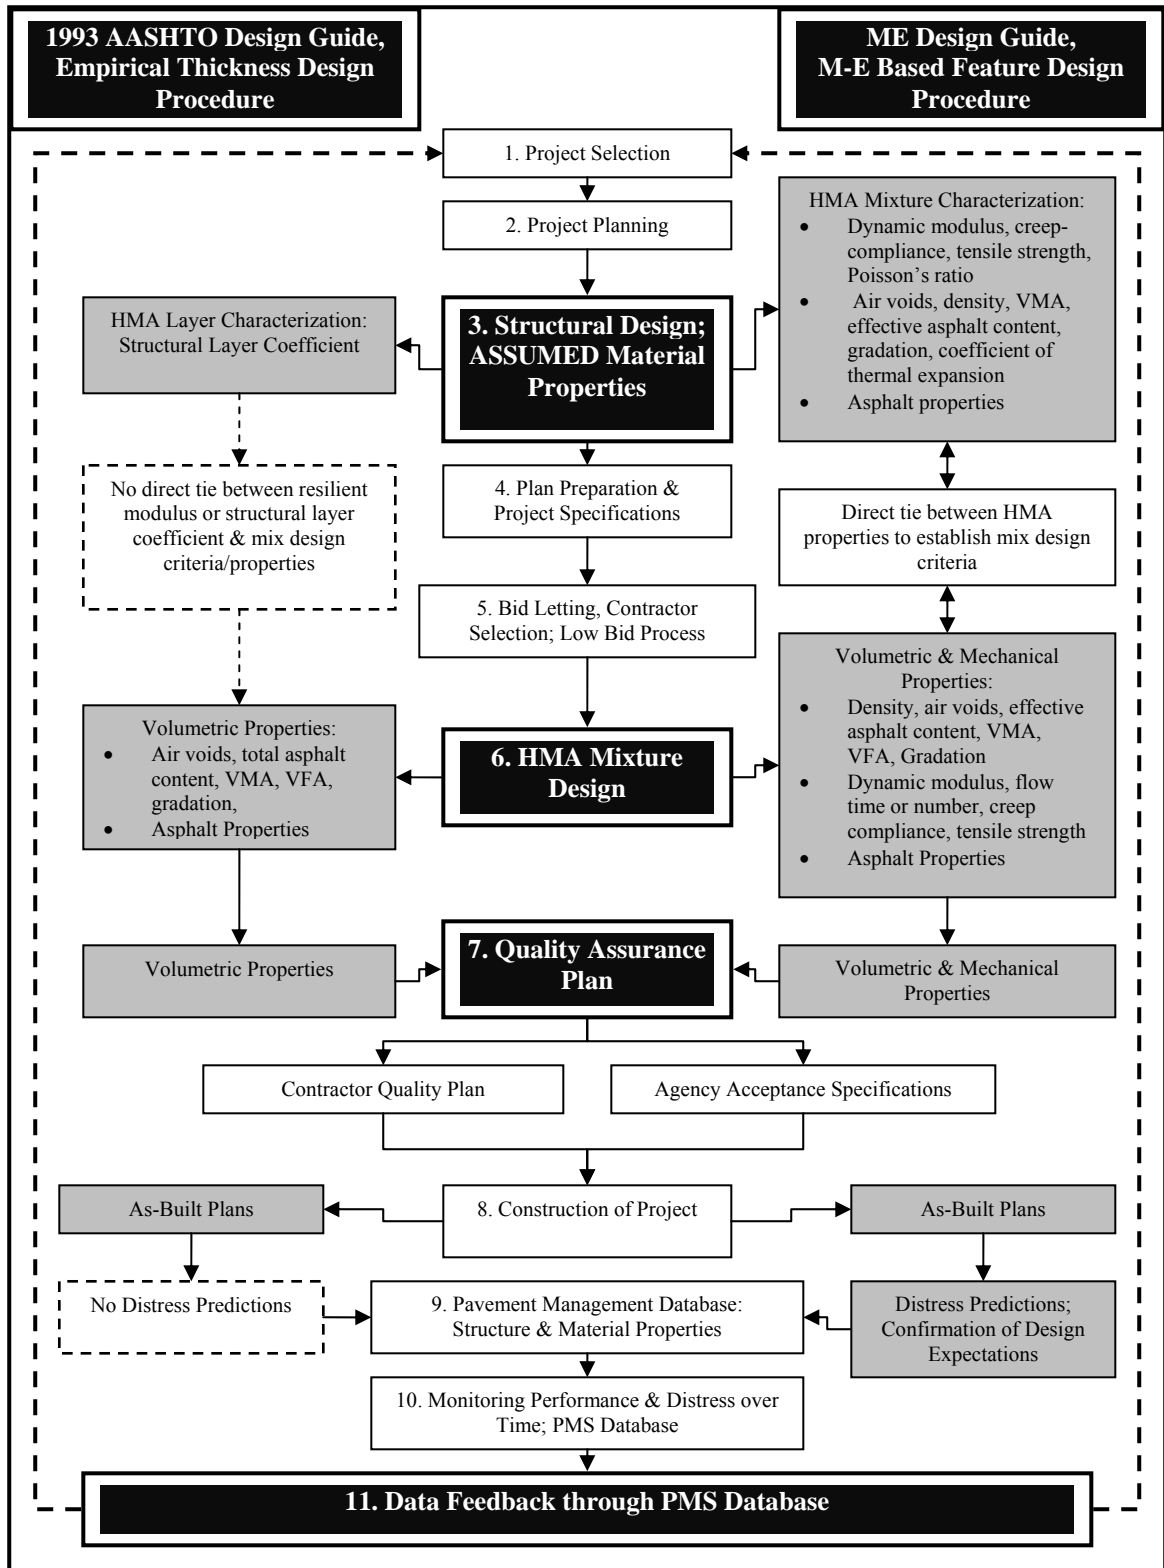 1993 AASHTO Design Guide,
Empirical Thickness Design
Procedure
ME Design Guide,
M-E Based Feature Design
Procedure
1. Project Selection
2. Project Planning
HMA Mixture Characterization:
• Dynamic modulus, creep-
compliance, tensile strength,
Poisson’s ratio
• Air voids, density, VMA,
effective asphalt content,
gradation, coefficient of
thermal expansion
• Asphalt properties
HMA Layer Characterization:
Structural Layer Coefficient
3. Structural Design;
ASSUMED Material
Properties
No direct tie between resilient
modulus or structural layer
coefficient & mix design
criteria/properties
4. Plan Preparation &
Project Specifications
Direct tie between HMA
properties to establish mix design
criteria
5. Bid Letting, Contractor
Selection; Low Bid Process
Volumetric & Mechanical
Properties:
• Density, air voids, effective
asphalt content, VMA,
VFA, Gradation
• Dynamic modulus, flow
time or number, creep
compliance, tensile strength
• Asphalt Properties
Volumetric Properties:
• Air voids, total asphalt
content, VMA, VFA,
gradation,
• Asphalt Properties
6. HMA Mixture
Design
Volumetric Properties
7. Quality Assurance
Plan
Volumetric & Mechanical
Properties
Contractor Quality Plan
Agency Acceptance Specifications
As-Built Plans
8. Construction of Project
As-Built Plans
No Distress Predictions
9. Pavement Management Database:
Structure & Material Properties
Distress Predictions;
Confirmation of Design
Expectations
10. Monitoring Performance & Distress over
Time; PMS Database
11. Data Feedback through PMS Database